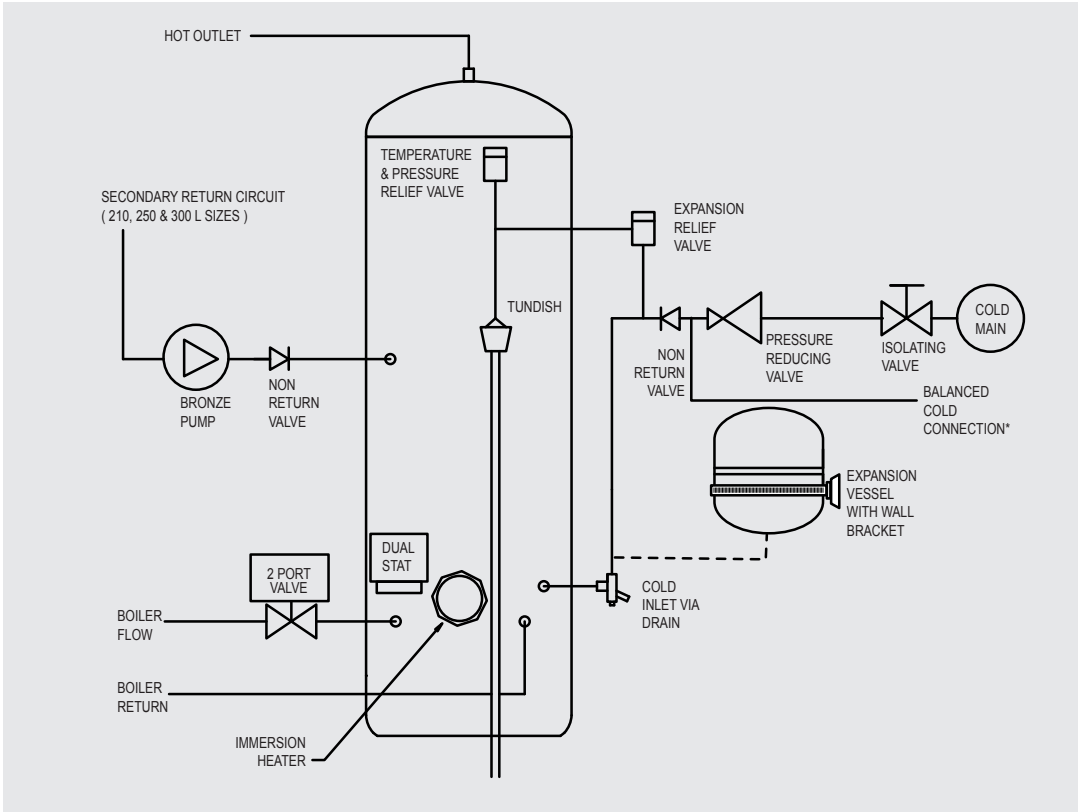 HOT OUTLET
TEMPERATURE
& PRESSURE
RELIEF VALVE
SECONDARY RETURN CIRCUIT
( 210, 250 & 300 L SIZES )
EXPANSION
RELIEF
VALVE
TUNDISH
COLD
MAIN
PRESSURE
REDUCING
VALVE
ISOLATING
VALVE
NON
RETURN
VALVE
BALANCED
COLD
CONNECTION*
BRONZE
PUMP
NON
RETURN
VALVE
EXPANSION
VESSEL
WITH WALL
BRACKET
DUAL
STAT
2 PORT
VALVE
COLD
INLET VIA
DRAIN
BOILER
FLOW
BOILER
RETURN
IMMERSION
HEATER